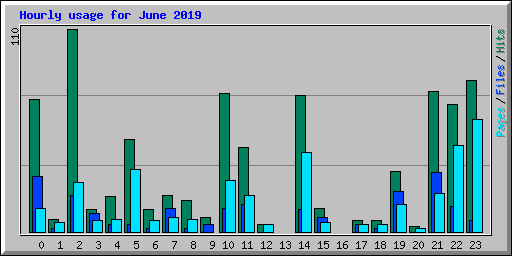 Hourly usage for June 2019
110
Pages/Files/Hits
0 1 2 3 4 5 6 7 8 9 10 11 12 13 14 15 16 17 18 19 20 21 22 23